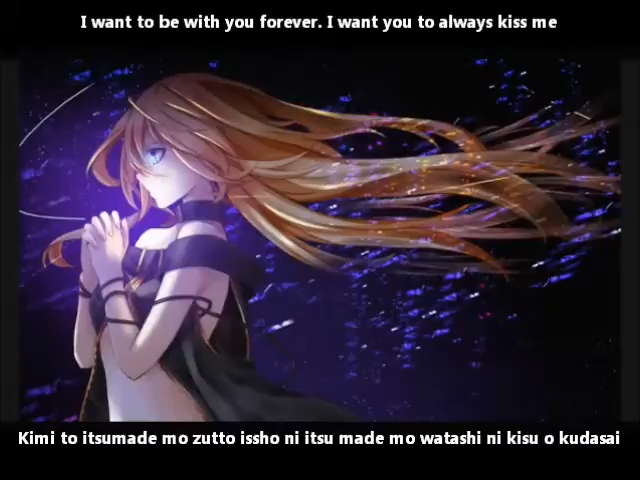 I want to be with you forever. I want you to always kiss me
Kimi to itsumade mo zutto issho ni itsu made mo watashi ni kisu o kudasai